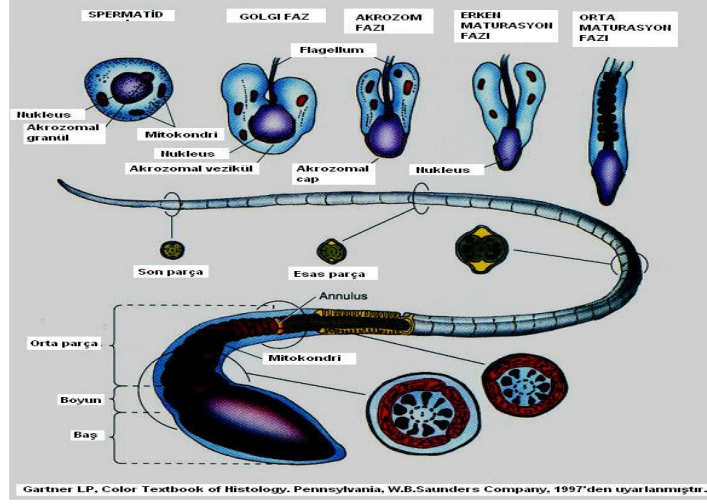 SPERMATİD
GOLGI FAZ
AKROZOM
FAZI
ERKEN
MATURASYON
FAZI
ORTA
MATURASYON
FAZI
Flagellum
Nukleus
Akrozomal
granül
Mitokondri
Nukleus
Akrozomal vezikül
Akrozomal
cap
Nukleus
Son parça
Esas parça
Annulus
Orta parça
Mitokondri
Boyun
Baş
Gartner LP, Color Textbook of Histology. Pennsylvania, W.B.Saunders Company, 1997'den uyarlanmıştır.